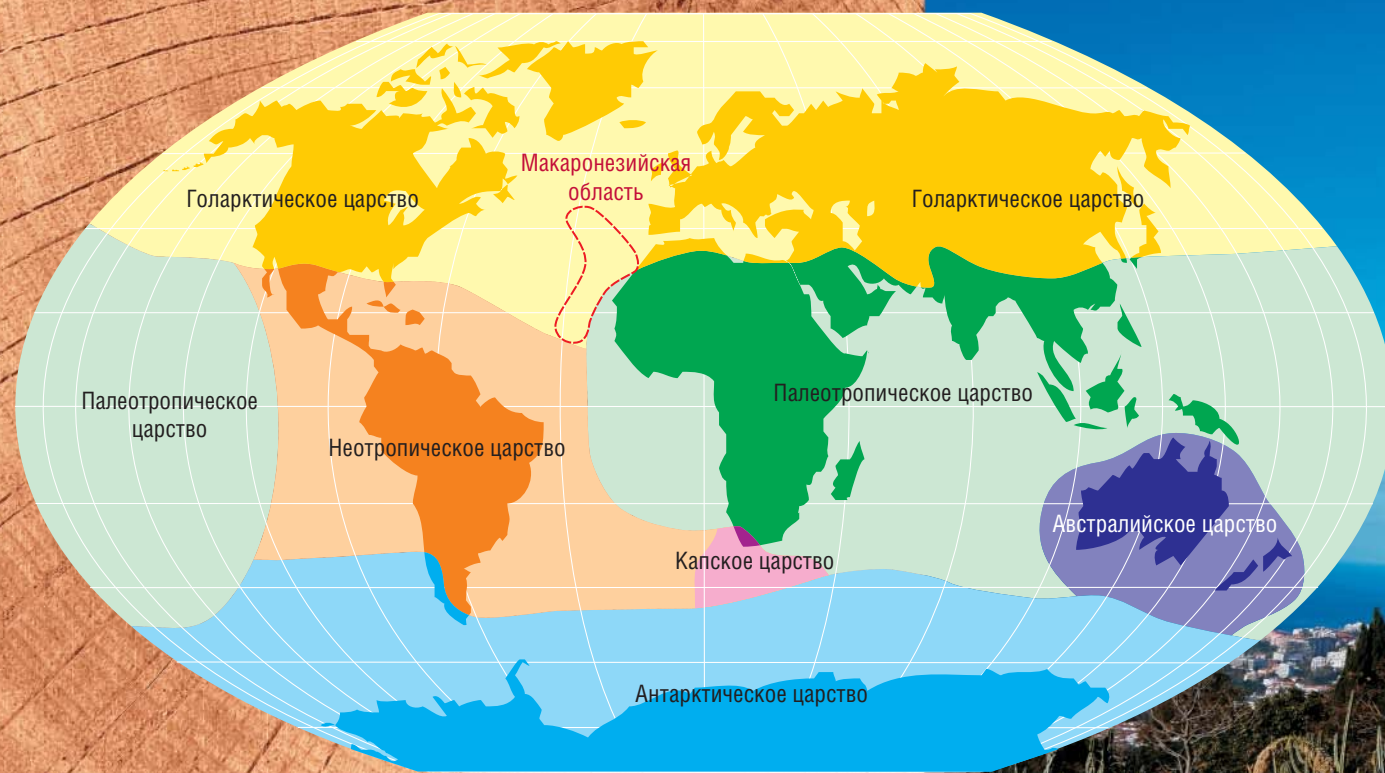 Макаронезийская
область
Голарктическое царство
Голарктическое царство
Палеотропическое
царство
Палеотропическое царство
Неотропическое царство
Австралийское царство
Капское царство
Антарктическое царство